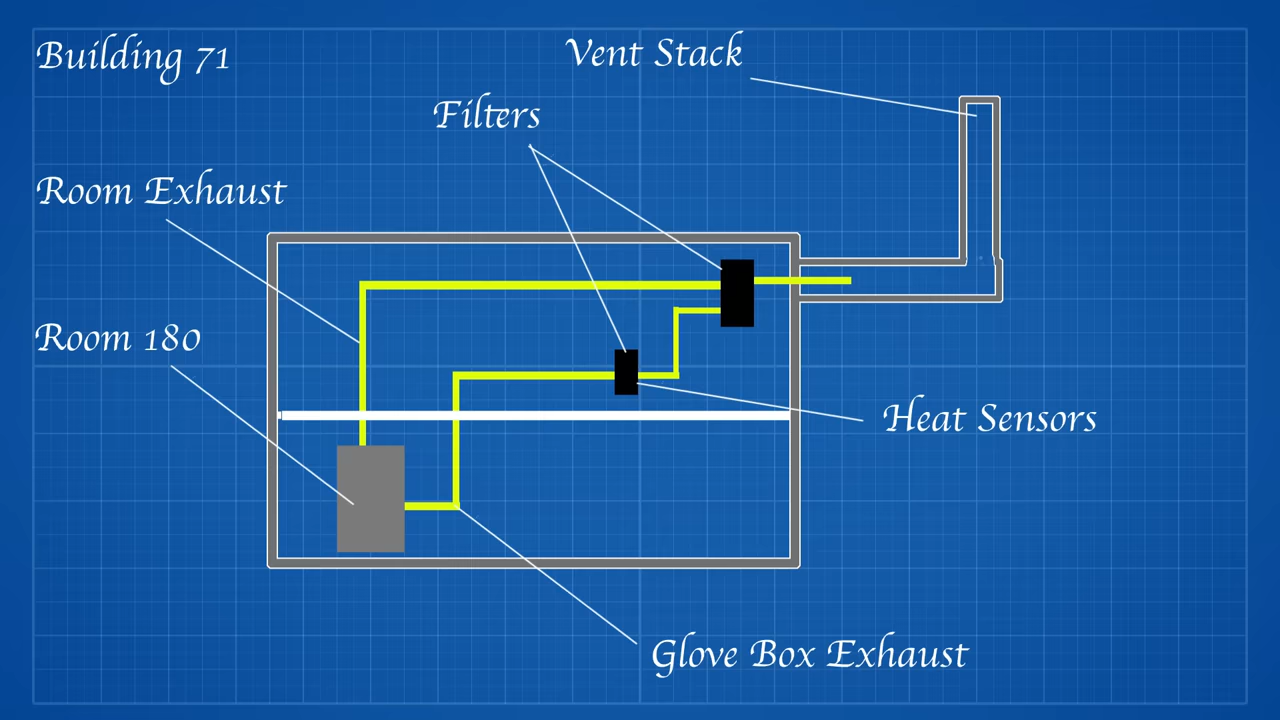 Building 71
Vent Stack
Filters
Room Exhaust
Room 180
Heat Sensors
Glove Box Exhaust